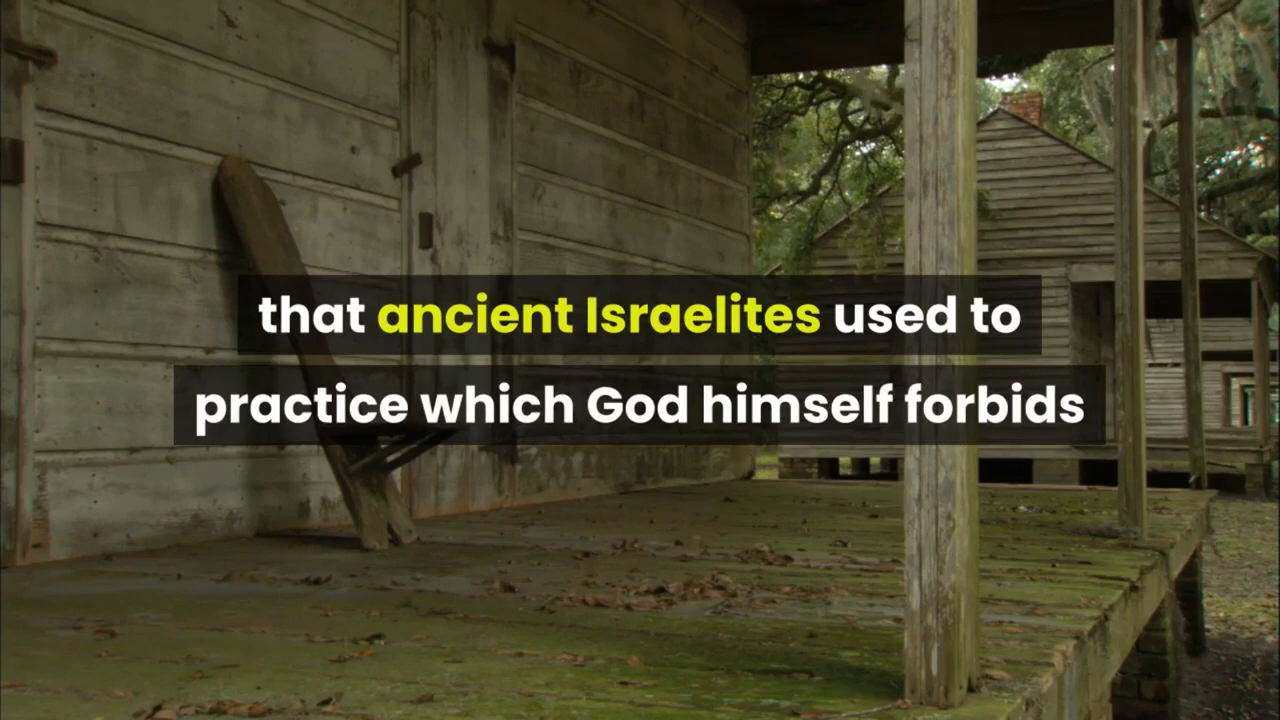 that ancient Israelites used to
practice which God himself forbids